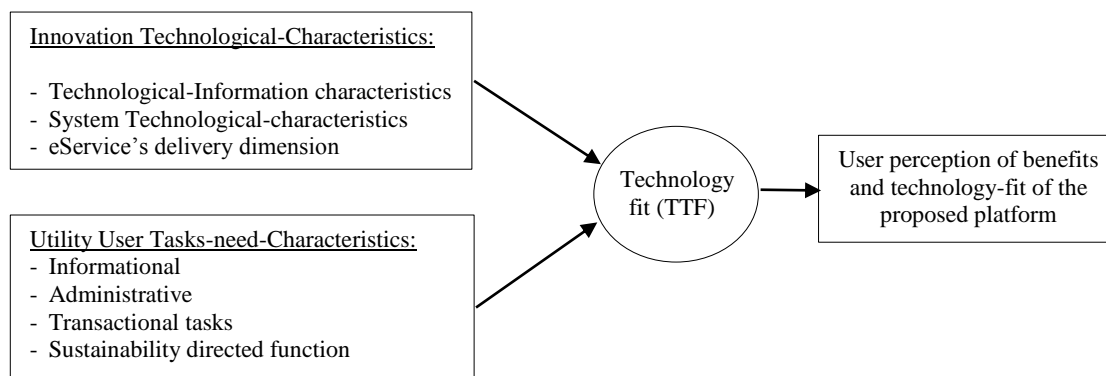 Innovation Technological-Characteristics:
- Technological-Information characteristics
- System Technological-characteristics
- eService’s delivery dimension
Utility User Tasks-need-Characteristics:
- Informational
- Administrative
- Transactional tasks
- Sustainability directed function
Technology
fit (TTF)
User perception of benefits
and technology-fit of the
proposed platform